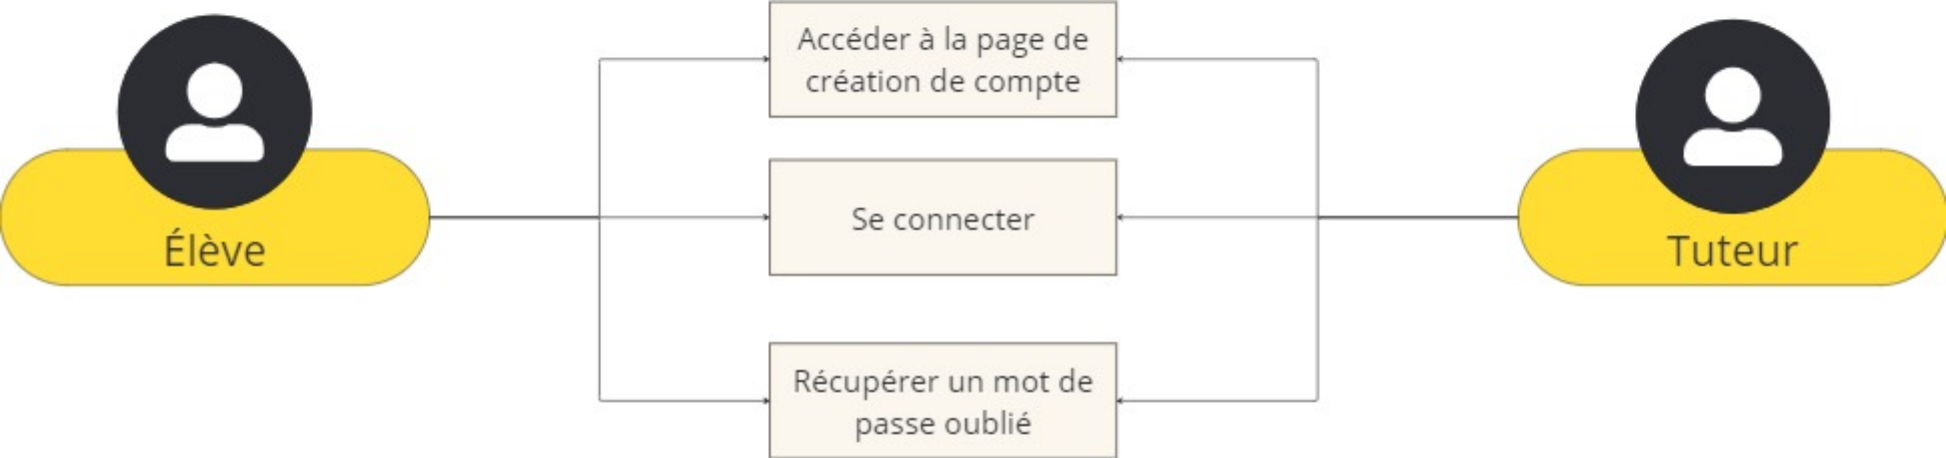 Accéder à la page de
création de compte
Élève
Se connecter
Tuteur
Récupérer un mot de
passe oublié